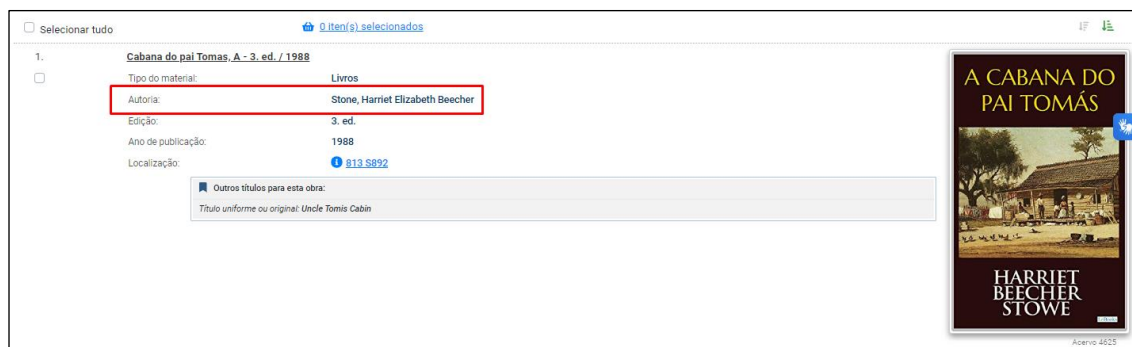 Selecionar tudo 0 iten(s) selecionados
1. Cabana do pai Tomas, A - 3. ed. / 1988
Tipo do material: Livros
Autoria: Stone, Harriet Elizabeth Beecher
Edição: 3. ed.
Ano de publicação: 1988
Localização: 813 S892
Outros títulos para esta obra:
Título uniforme ou original: Uncle Tomis Cabin
A CABANA DO
PAI TOMÁS
HARRIET
BEECHER
STOWE
Acervo 4625